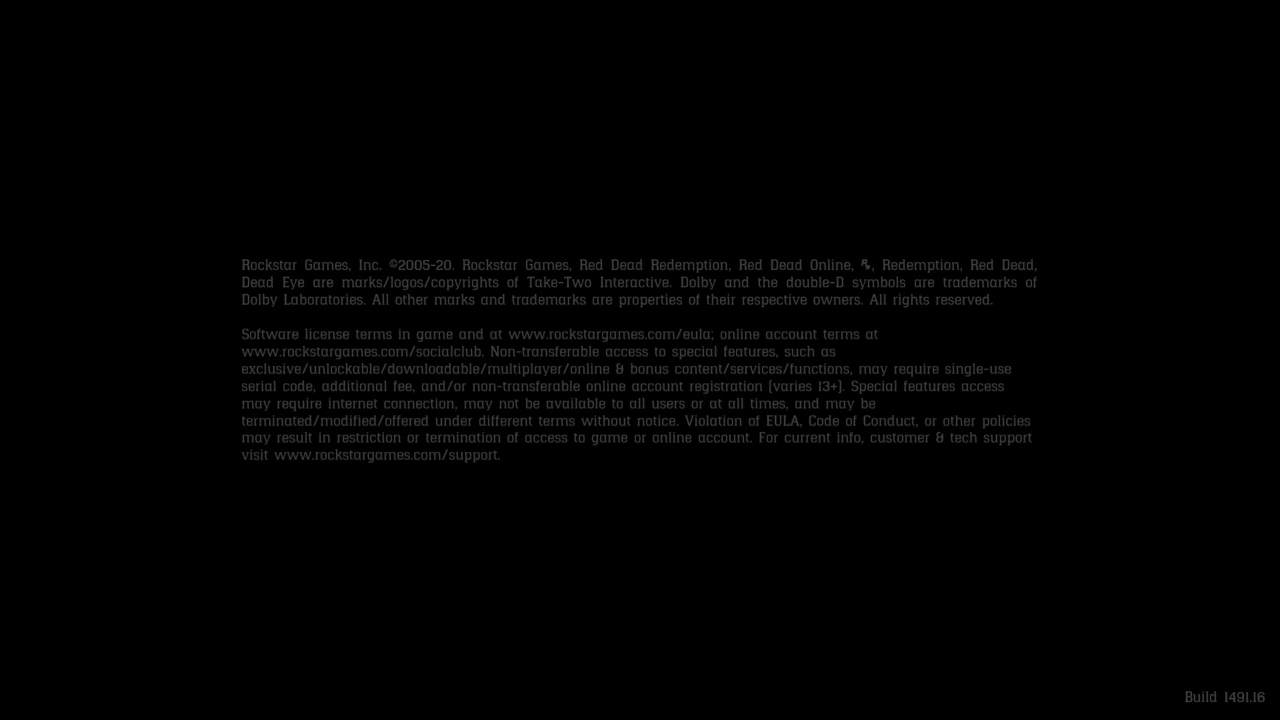 Rockstar Games, Inc. ©2005-20. Rockstar Games, Red Dead Redemption, Red Dead Online, , Redemption, Red Dead,
Dead Eye are marks/logos/copyrights of Take-Two Interactive. Dolby and the double-D symbols are trademarks of
Dolby Laboratories. All other marks and trademarks are properties of their respective owners. All rights reserved.
Software license terms in game and at www.rockstargames.com/eula; online account terms at
www.rockstargames.com/socialclub. Non-transferable access to special features, such as
exclusive/unlockable/downloadable/multiplayer/online & bonus content/services/functions, may require single-use
serial code, additional fee, and/or non-transferable online account registration (varies 13+). Special features access
may require internet connection, may not be available to all users or at all times, and may be
terminated/modified/offered under different terms without notice. Violation of EULA, Code of Conduct, or other policies
may result in restriction or termination of access to game or online account. For current info, customer & tech support
visit www.rockstargames.com/support.
Build 1491.16